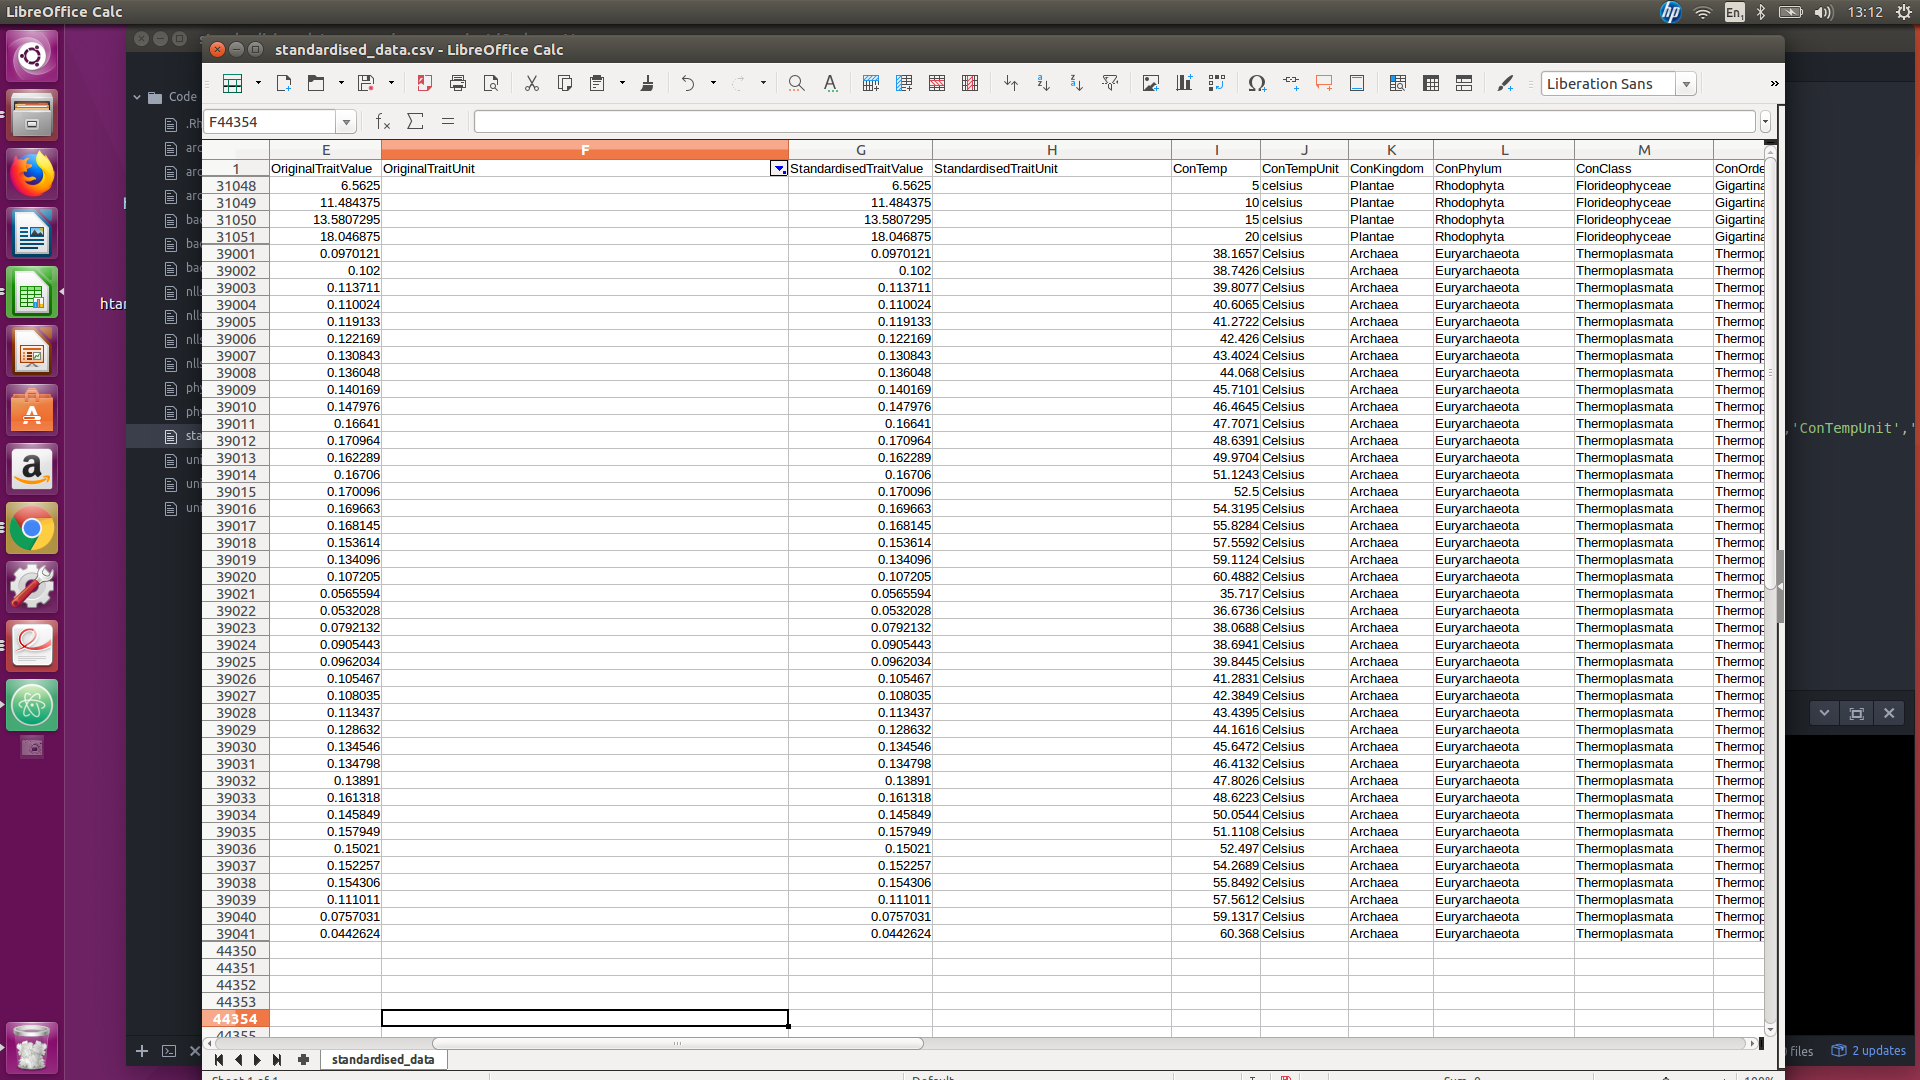 LibreOffice Calc
En1
13:12
standardised_data.csv - LibreOffice Calc
Code
Liberation Sans
F44354
E F G H I J K L M
1 OriginalTraitValue OriginalTraitUnit StandardisedTraitValue StandardisedTraitUnit ConTemp ConTempUnit ConKingdom ConPhylum ConClass ConOrde
31048 6.5625 6.5625 5 celsius Plantae Rhodophyta Florideophyceae Gigartina
31049 11.484375 11.484375 10 celsius Plantae Rhodophyta Florideophyceae Gigartina
31050 13.5807295 13.5807295 15 celsius Plantae Rhodophyta Florideophyceae Gigartina
31051 18.046875 18.046875 20 celsius Plantae Rhodophyta Florideophyceae Gigartina
39001 0.0970121 0.0970121 38.1657 Celsius Archaea Euryarchaeota Thermoplasmata Thermop
39002 0.102 0.102 38.7426 Celsius Archaea Euryarchaeota Thermoplasmata Thermop
39003 0.113711 0.113711 39.8077 Celsius Archaea Euryarchaeota Thermoplasmata Thermop
39004 0.110024 0.110024 40.6065 Celsius Archaea Euryarchaeota Thermoplasmata Thermop
39005 0.119133 0.119133 41.2722 Celsius Archaea Euryarchaeota Thermoplasmata Thermop
39006 0.122169 0.122169 42.426 Celsius Archaea Euryarchaeota Thermoplasmata Thermop
39007 0.130843 0.130843 43.4024 Celsius Archaea Euryarchaeota Thermoplasmata Thermop
39008 0.136048 0.136048 44.068 Celsius Archaea Euryarchaeota Thermoplasmata Thermop
39009 0.140169 0.140169 45.7101 Celsius Archaea Euryarchaeota Thermoplasmata Thermop
39010 0.147976 0.147976 46.4645 Celsius Archaea Euryarchaeota Thermoplasmata Thermop
39011 0.16641 0.16641 47.7071 Celsius Archaea Euryarchaeota Thermoplasmata Thermop
39012 0.170964 0.170964 48.6391 Celsius Archaea Euryarchaeota Thermoplasmata Thermop
39013 0.162289 0.162289 49.9704 Celsius Archaea Euryarchaeota Thermoplasmata Thermop
39014 0.16706 0.16706 51.1243 Celsius Archaea Euryarchaeota Thermoplasmata Thermop
39015 0.170096 0.170096 52.5 Celsius Archaea Euryarchaeota Thermoplasmata Thermop
39016 0.169663 0.169663 54.3195 Celsius Archaea Euryarchaeota Thermoplasmata Thermop
39017 0.168145 0.168145 55.8284 Celsius Archaea Euryarchaeota Thermoplasmata Thermop
39018 0.153614 0.153614 57.5592 Celsius Archaea Euryarchaeota Thermoplasmata Thermop
39019 0.134096 0.134096 59.1124 Celsius Archaea Euryarchaeota Thermoplasmata Thermop
39020 0.107205 0.107205 60.4882 Celsius Archaea Euryarchaeota Thermoplasmata Thermop
39021 0.0565594 0.0565594 35.717 Celsius Archaea Euryarchaeota Thermoplasmata Thermop
39022 0.0532028 0.0532028 36.6736 Celsius Archaea Euryarchaeota Thermoplasmata Thermop
39023 0.0792132 0.0792132 38.0688 Celsius Archaea Euryarchaeota Thermoplasmata Thermop
39024 0.0905443 0.0905443 38.6941 Celsius Archaea Euryarchaeota Thermoplasmata Thermop
39025 0.0962034 0.0962034 39.8445 Celsius Archaea Euryarchaeota Thermoplasmata Thermop
39026 0.105467 0.105467 41.2831 Celsius Archaea Euryarchaeota Thermoplasmata Thermop
39027 0.108035 0.108035 42.3849 Celsius Archaea Euryarchaeota Thermoplasmata Thermop
39028 0.113437 0.113437 43.4395 Celsius Archaea Euryarchaeota Thermoplasmata Thermop
39029 0.128632 0.128632 44.1616 Celsius Archaea Euryarchaeota Thermoplasmata Thermop
39030 0.134546 0.134546 45.6472 Celsius Archaea Euryarchaeota Thermoplasmata Thermop
39031 0.134798 0.134798 46.4132 Celsius Archaea Euryarchaeota Thermoplasmata Thermop
39032 0.13891 0.13891 47.8026 Celsius Archaea Euryarchaeota Thermoplasmata Thermop
39033 0.161318 0.161318 48.6223 Celsius Archaea Euryarchaeota Thermoplasmata Thermop
39034 0.145849 0.145849 50.0544 Celsius Archaea Euryarchaeota Thermoplasmata Thermop
39035 0.157949 0.157949 51.1108 Celsius Archaea Euryarchaeota Thermoplasmata Thermop
39036 0.15021 0.15021 52.497 Celsius Archaea Euryarchaeota Thermoplasmata Thermop
39037 0.152257 0.152257 54.2689 Celsius Archaea Euryarchaeota Thermoplasmata Thermop
39038 0.154306 0.154306 55.8492 Celsius Archaea Euryarchaeota Thermoplasmata Thermop
39039 0.111011 0.111011 57.5612 Celsius Archaea Euryarchaeota Thermoplasmata Thermop
39040 0.0757031 0.0757031 59.1317 Celsius Archaea Euryarchaeota Thermoplasmata Thermop
39041 0.0442624 0.0442624 60.368 Celsius Archaea Euryarchaeota Thermoplasmata Thermop
44350
44351
44352
44353
44354
44355
standardised_data
,'ConTempUnit','
files
2 updates